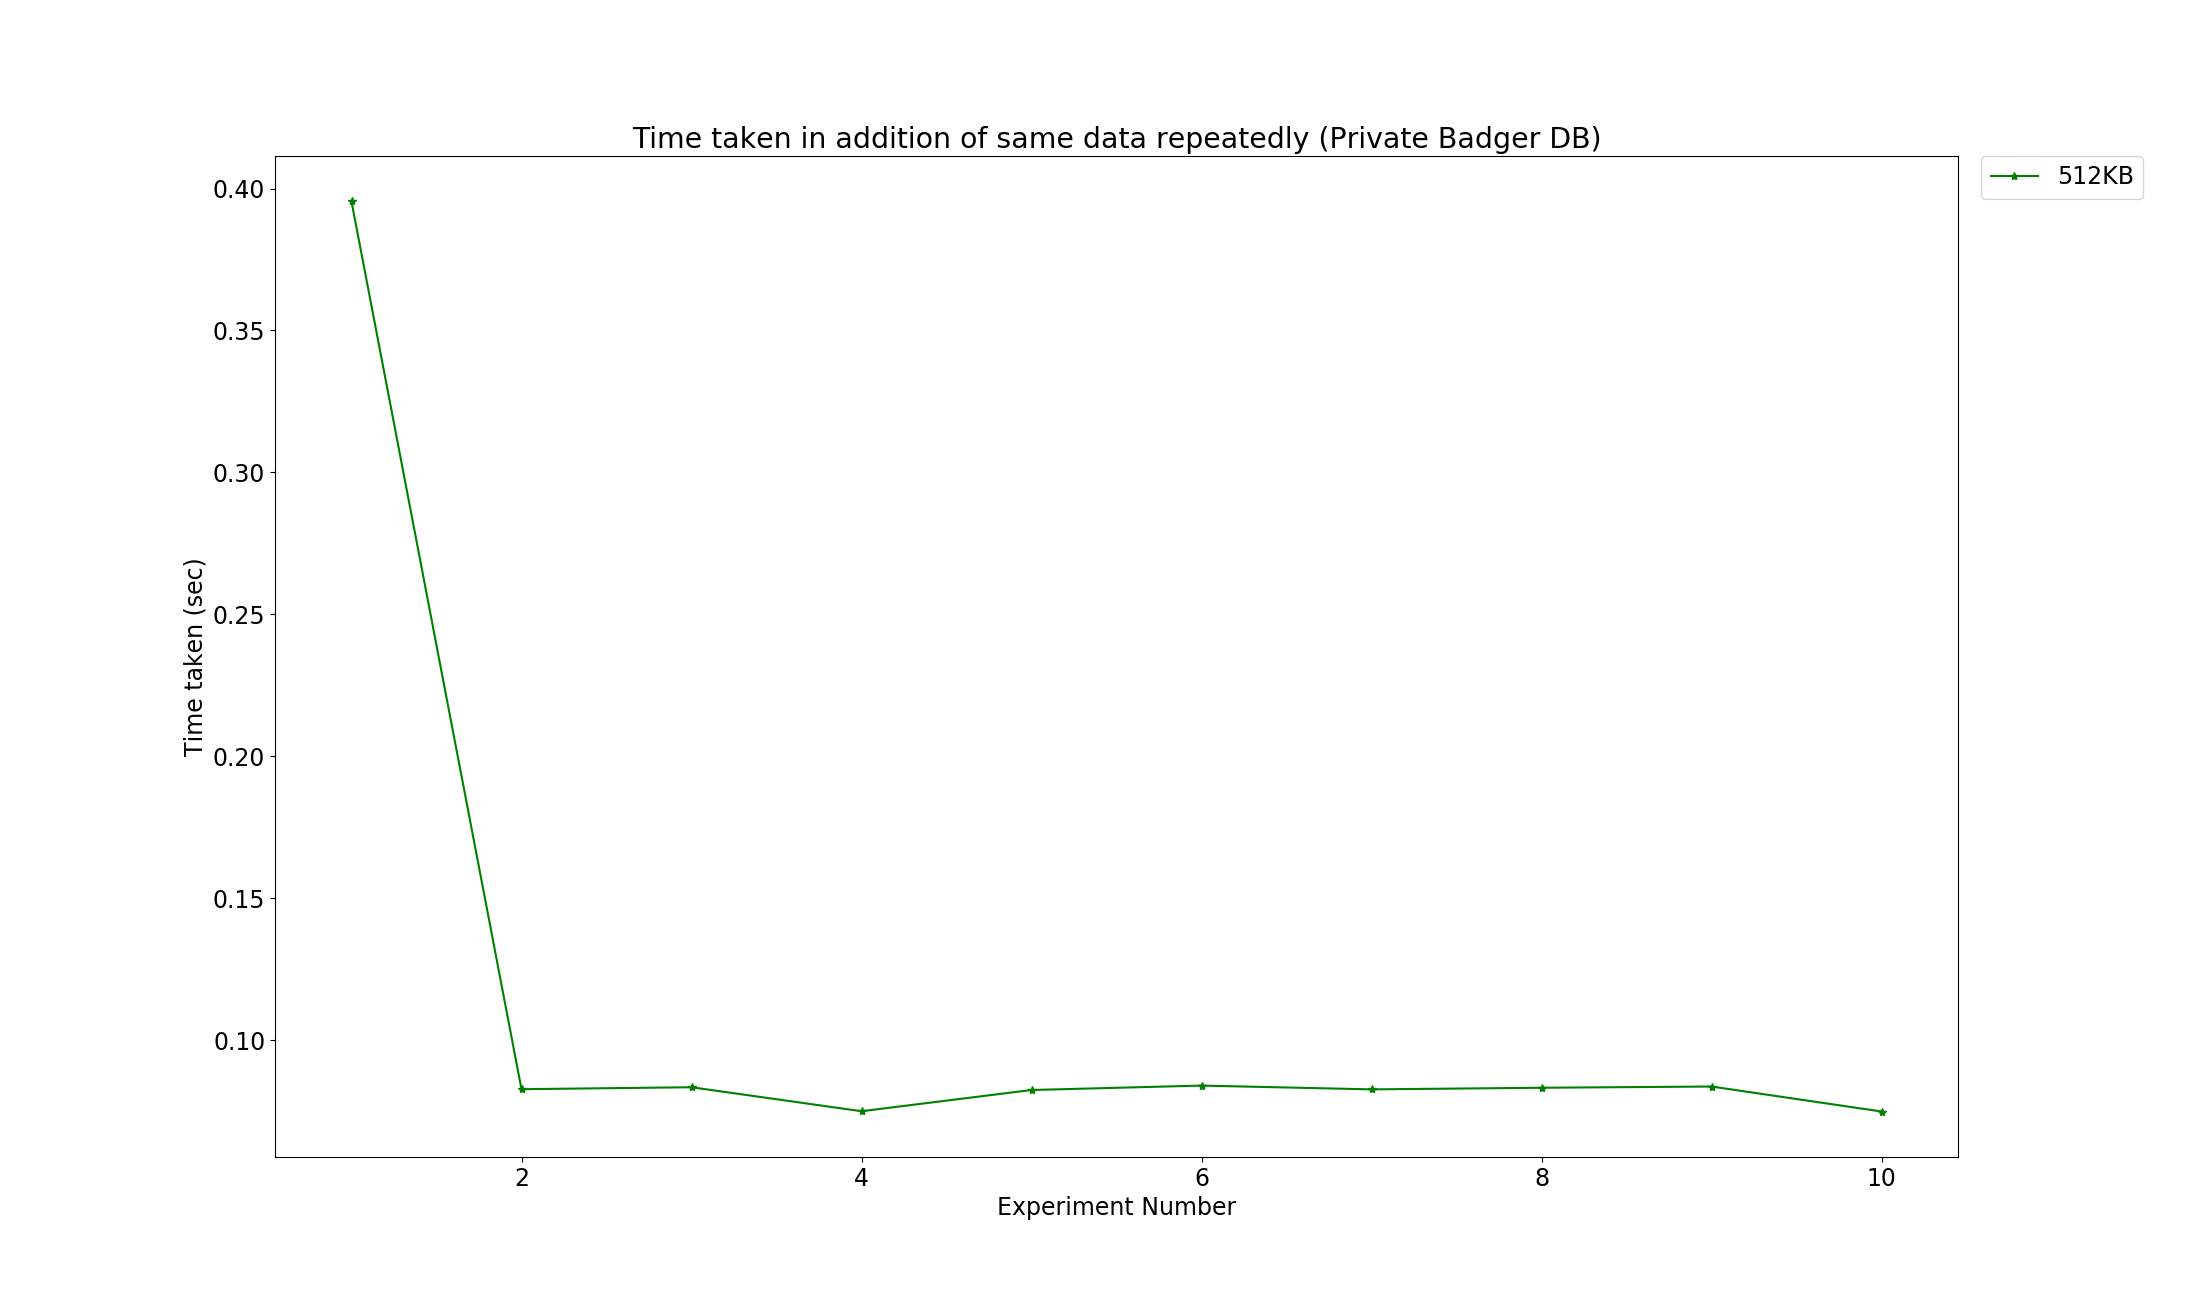 Time taken in addition of same data repeatedly (Private Badger DB)
512KB
0.40
0.35
0.30
0.25
0.20
0.15
0.10
Time taken (sec)
2 4 6 8 10
Experiment Number